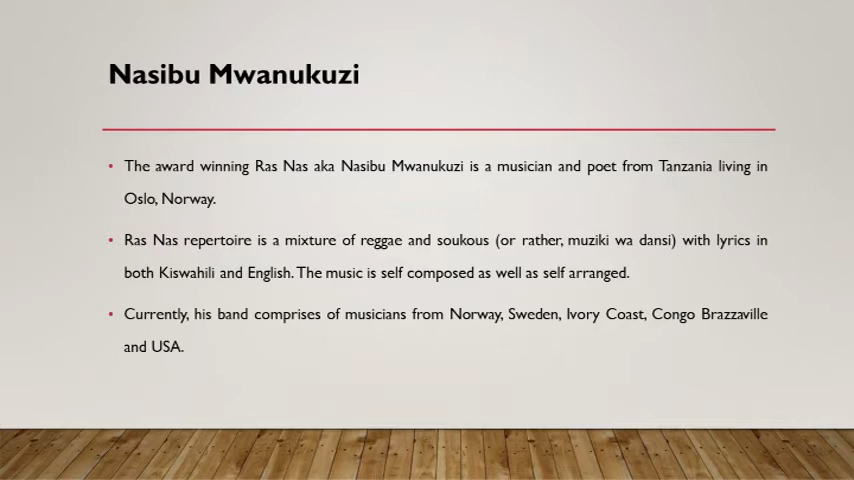 Nasibu Mwanukuzi
• The award winning Ras Nas aka Nasibu Mwanukuzi is a musician and poet from Tanzania living in
Oslo, Norway.
• Ras Nas repertoire is a mixture of reggae and soukous (or rather, muziki wa dansi) with lyrics in
both Kiswahili and English. The music is self composed as well as self arranged.
• Currently, his band comprises of musicians from Norway, Sweden, Ivory Coast, Congo Brazzaville
and USA.